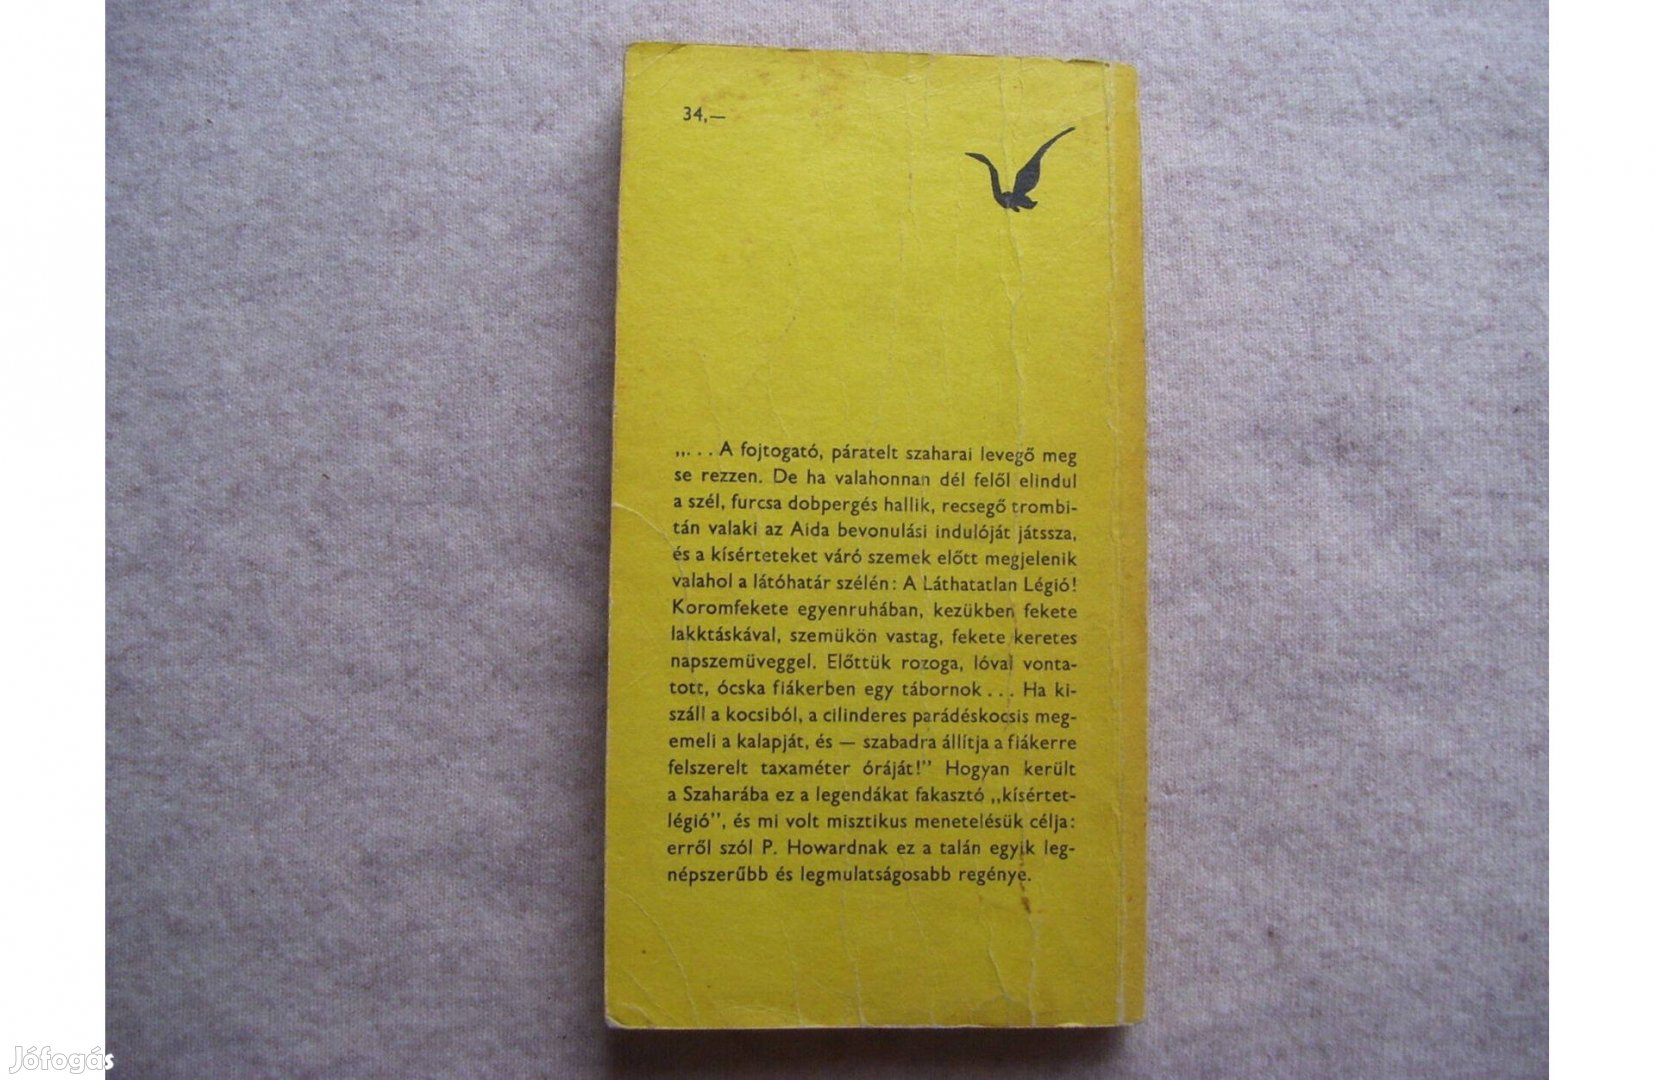 34,—
„. . . A fojtogató, páratelt szaharai levegő meg
se rezzen. De ha valahonnan dél felől elindul
a szél, furcsa dobpergés hallik, recsegő trombi-
tán valaki az Aida bevonulási indulóját játssza,
és a kísérteteket váró szemek előtt megjelenik
valahol a látóhatár szélén: A Láthatatlan Légió!
Koromfekete egyenruhában, kezükben fekete
lakktáskával, szemükön vastag, fekete keretes
napszemüveggel. Előttük rozoga, lóval vonta-
tott, ócska fiákerben egy tábornok . . . Ha ki-
száll a kocsiból, a cilinderes parádéskocsis meg-
emeli a kalapját, és — szabadra állítja a fiákerre
felszerelt taxaméter óráját!” Hogyan került
a Szaharába ez a legendákat fakasztó „kísértet-
légió”, és mi volt misztikus menetelésük célja:
erről szól P. Howardnak ez a talán egyik leg-
népszerűbb és legmulatságosabb regénye.
Jófogás